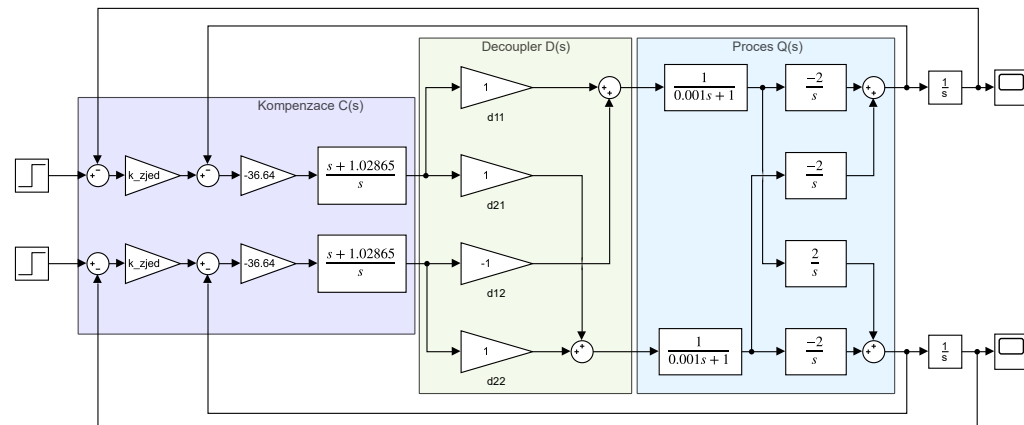 Decoupler D(s)
Proces Q(s)
Kompenzace C(s)
1
d11
+
+
1
0.001s + 1
-2
s
+
+
1
s
+
−
k_zjed
+
−
-36.64
s + 1.02865
s
1
d21
-2
s
+
−
k_zjed
+
−
-36.64
s + 1.02865
s
-1
d12
2
s
1
d22
+
+
1
0.001s + 1
-2
s
+
+
1
s